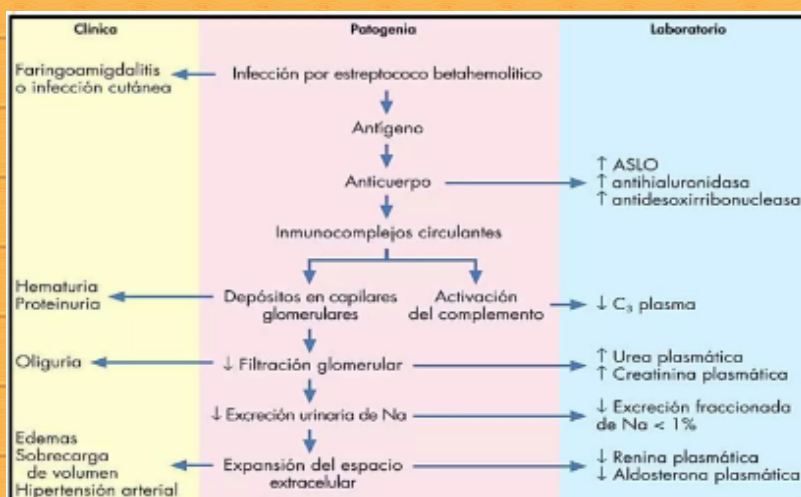 Clínica
Patogenia
Laboratorio
Faringoamigdalitis
o infección cutánea
Infección por estreptococo betahemolítico
Antígeno
Anticuerpo
↑ ASLO
↑ antihialuronidasa
↑ antidesoxirribonucleasa
Inmunocomplejos circulantes
Hematuria
Proteinuria
Depósitos en capilares
glomerulares
Activación
del complemento
↓ C₃ plasma
Oliguria
↓ Filtración glomerular
↑ Urea plasmática
↑ Creatinina plasmática
↓ Excreción urinaria de Na
↓ Excreción fraccionada
de Na < 1%
Edemas
Sobrecarga
de volumen
Hipertensión arterial
Expansión del espacio
extracelular
↓ Renina plasmática
↓ Aldosterona plasmática